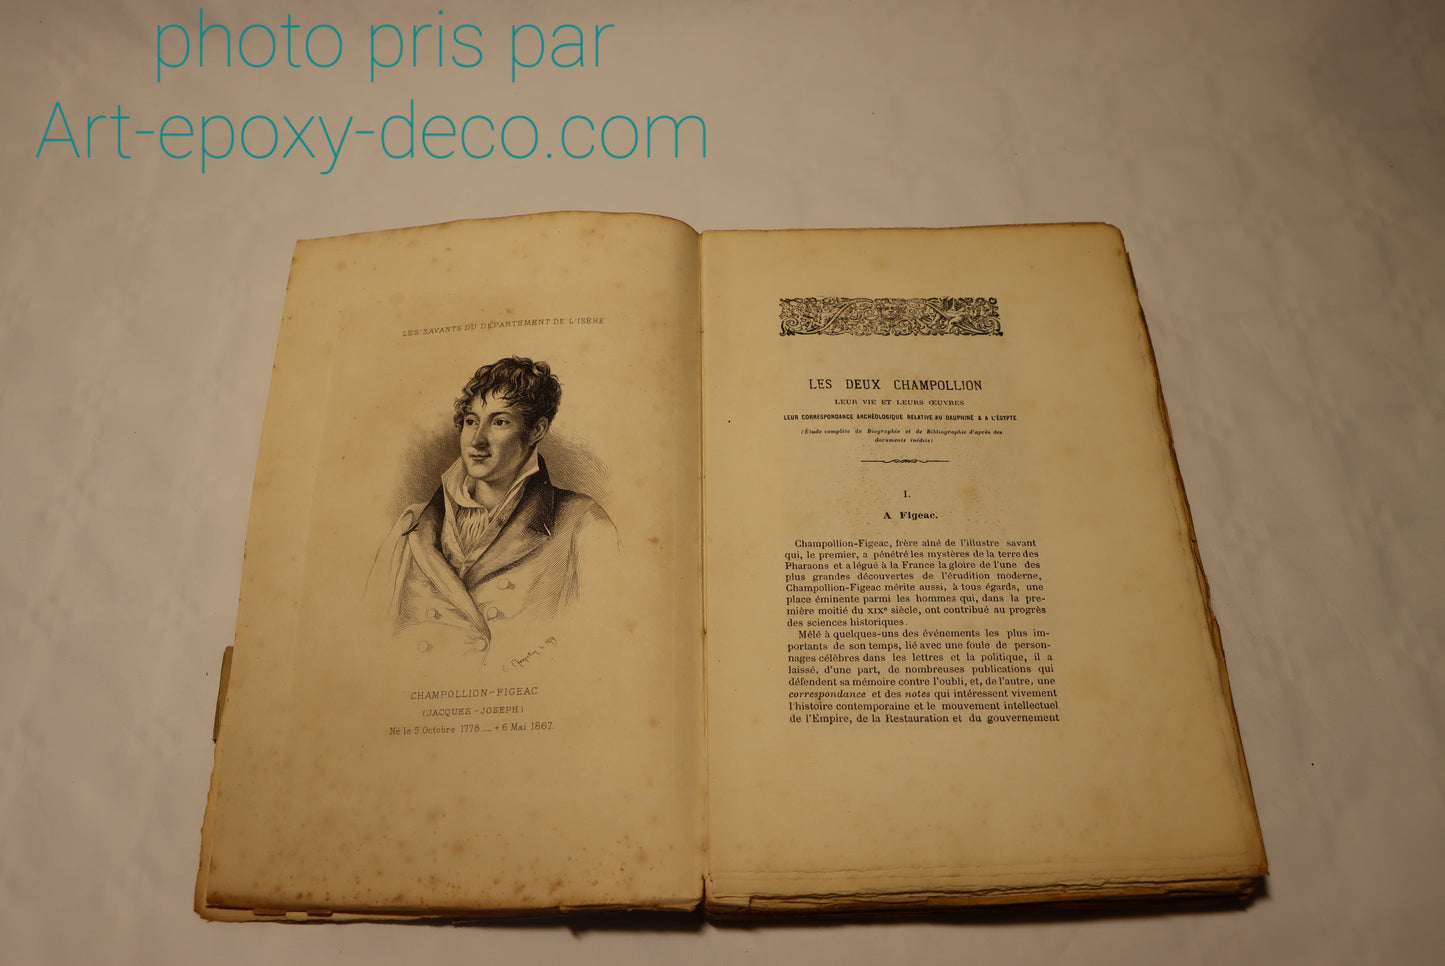 photo pris par
Art-epoxy-deco.com
LES SAVANTS DU DÉPARTEMENT DE L'ISÈRE
CHAMPOLLION-FIGEAC
(JACQUES-JOSEPH)
Né le 5 Octobre 1778 _ + 6 Mai 1867.
LES DEUX CHAMPOLLION
LEUR VIE ET LEURS ŒUVRES
LEUR CORRESPONDANCE ARCHÉOLOGIQUE RELATIVE AU DAUPHINÉ & A L'ÉGYPTE
(Étude complète de Biographie et de Bibliographie d'après des
documents inédits)
I.
A Figeac.
Champollion-Figeac, frère aîné de l'illustre savant
qui, le premier, a pénétré les mystères de la terre des
Pharaons et a légué à la France la gloire de l'une des
plus grandes découvertes de l'érudition moderne,
Champollion-Figeac mérite aussi, à tous égards, une
place éminente parmi les hommes qui, dans la pre-
mière moitié du XIXe siècle, ont contribué au progrès
des sciences historiques.
Mêlé à quelques-uns des événements les plus im-
portants de son temps, lié avec une foule de person-
nages célèbres dans les lettres et la politique, il a
laissé, d'une part, de nombreuses publications qui
défendent sa mémoire contre l'oubli, et, de l'autre, une
correspondance et des notes qui intéressent vivement
l'histoire contemporaine et le mouvement intellectuel
de l'Empire, de la Restauration et du gouvernement